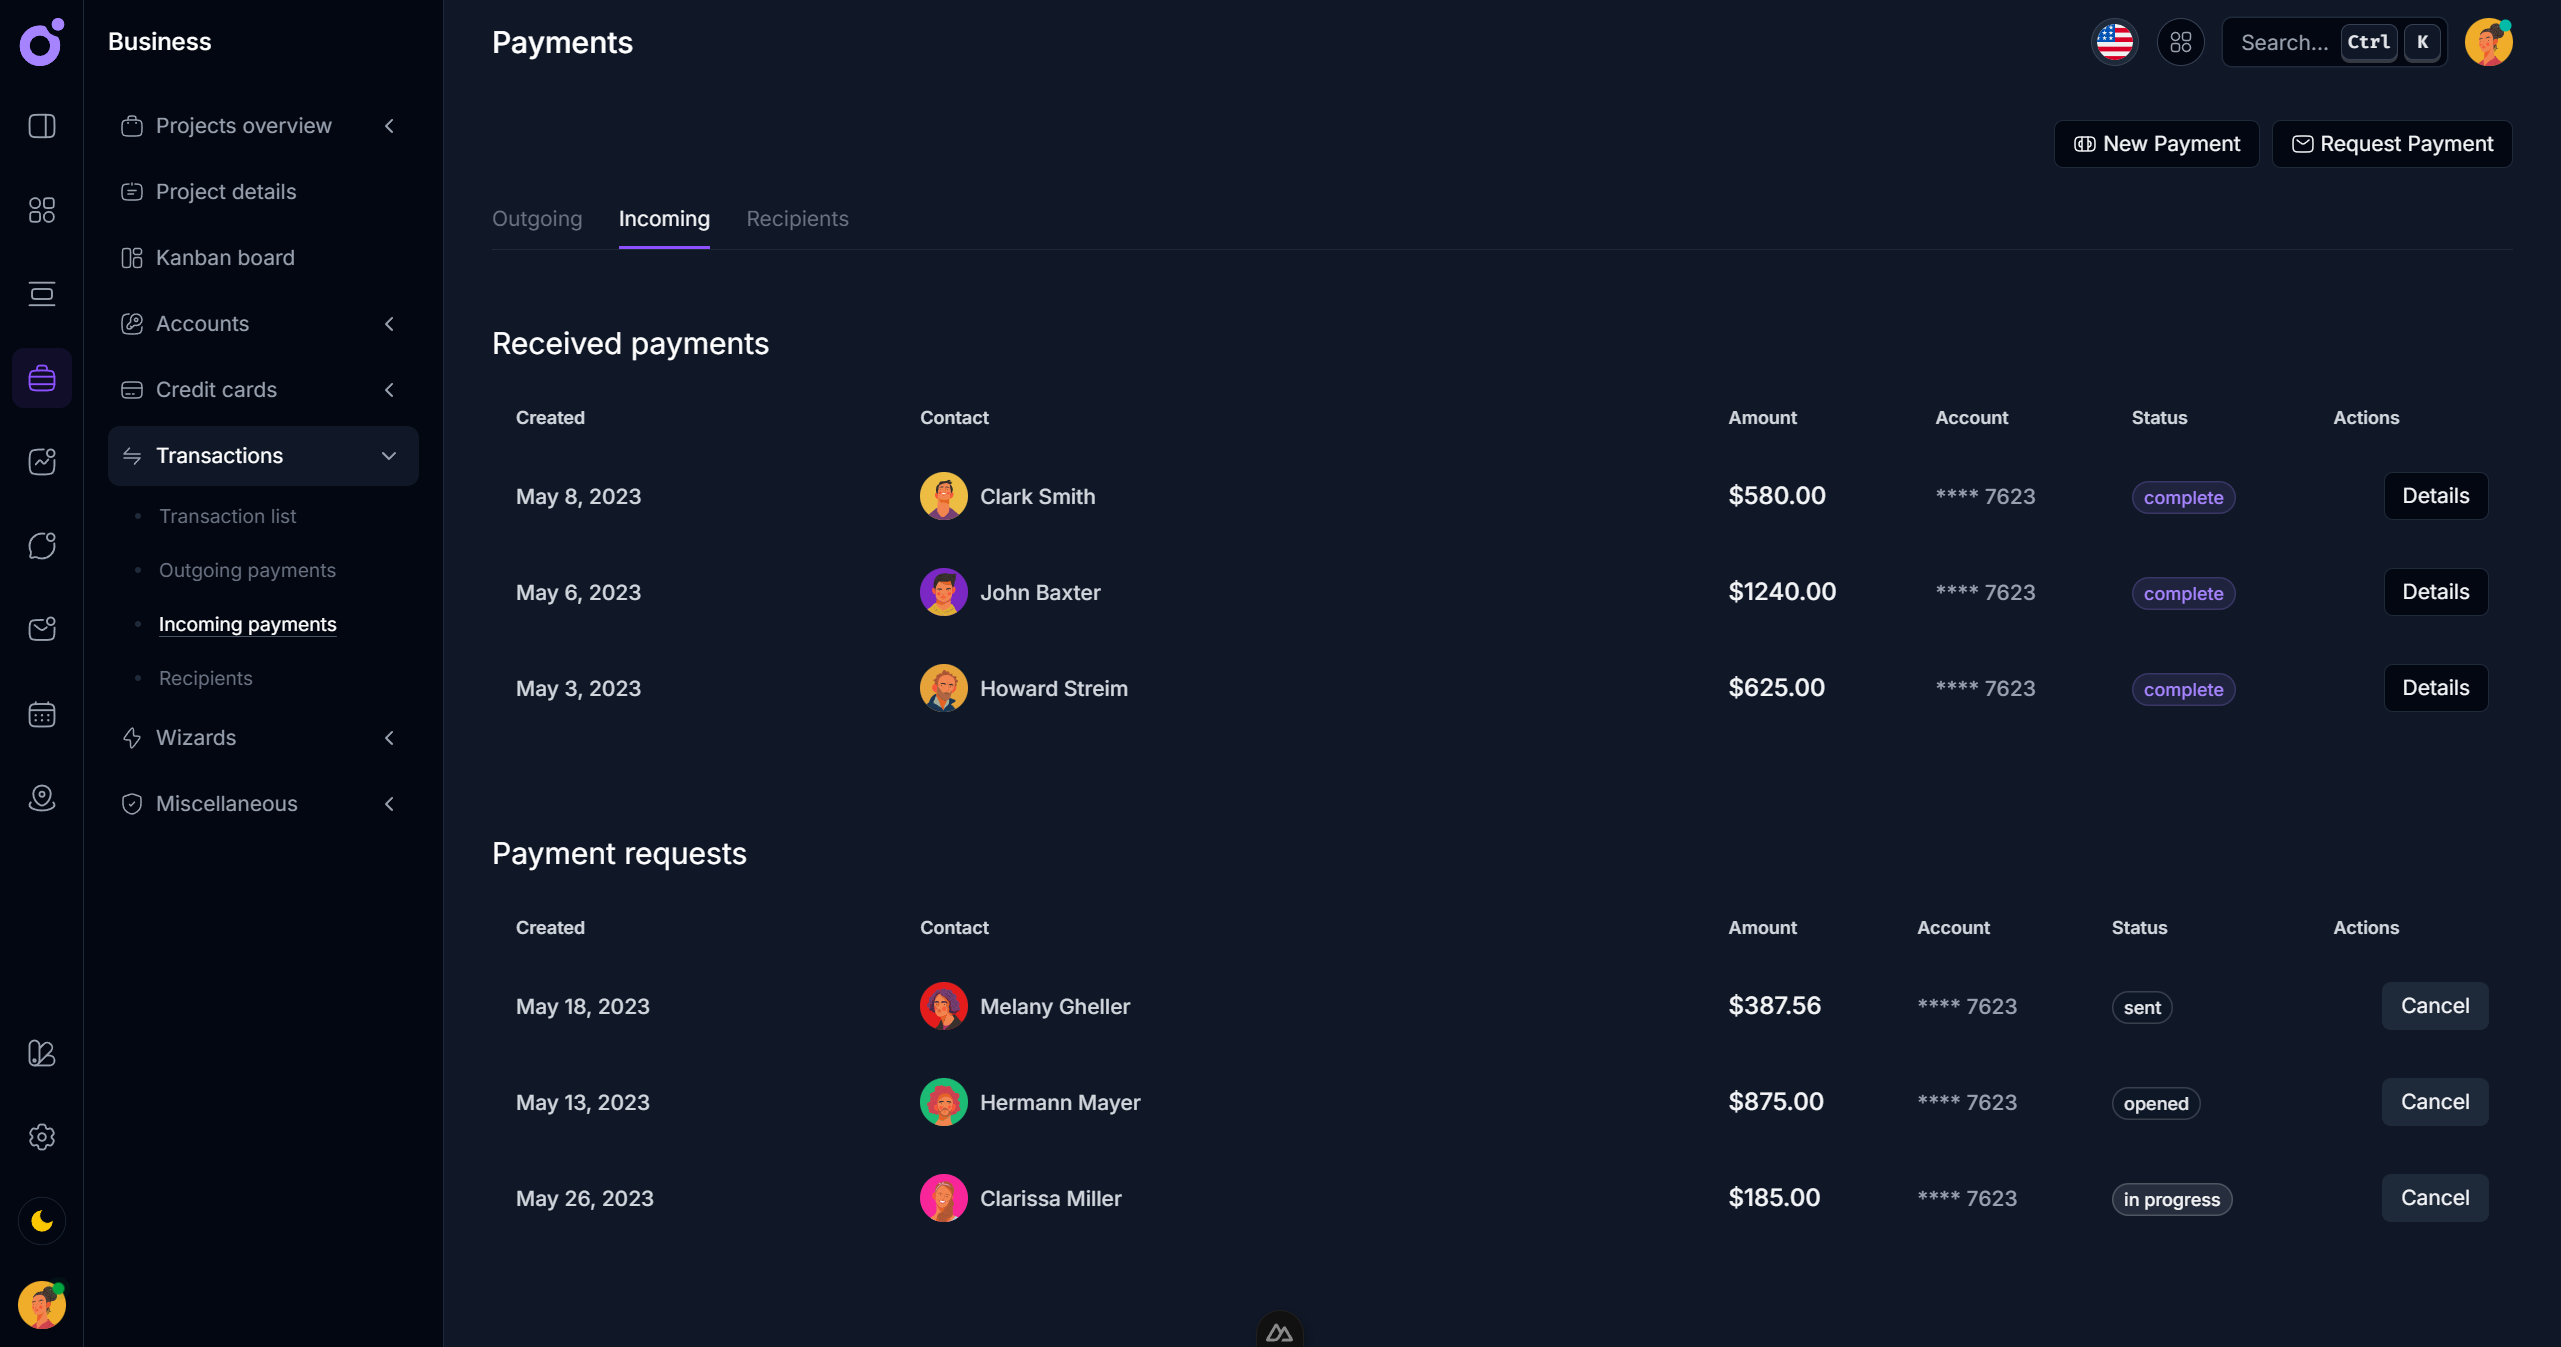 Business
Payments
Search... Ctrl K
Projects overview
Project details
Kanban board
Accounts
Credit cards
Transactions
Transaction list
Outgoing payments
Incoming payments
Recipients
Wizards
Miscellaneous
New Payment
Request Payment
Outgoing Incoming Recipients
Received payments
Created Contact Amount Account Status Actions
May 8, 2023 Clark Smith $580.00 **** 7623 complete Details
May 6, 2023 John Baxter $1240.00 **** 7623 complete Details
May 3, 2023 Howard Streim $625.00 **** 7623 complete Details
Payment requests
Created Contact Amount Account Status Actions
May 18, 2023 Melany Gheller $387.56 **** 7623 sent Cancel
May 13, 2023 Hermann Mayer $875.00 **** 7623 opened Cancel
May 26, 2023 Clarissa Miller $185.00 **** 7623 in progress Cancel